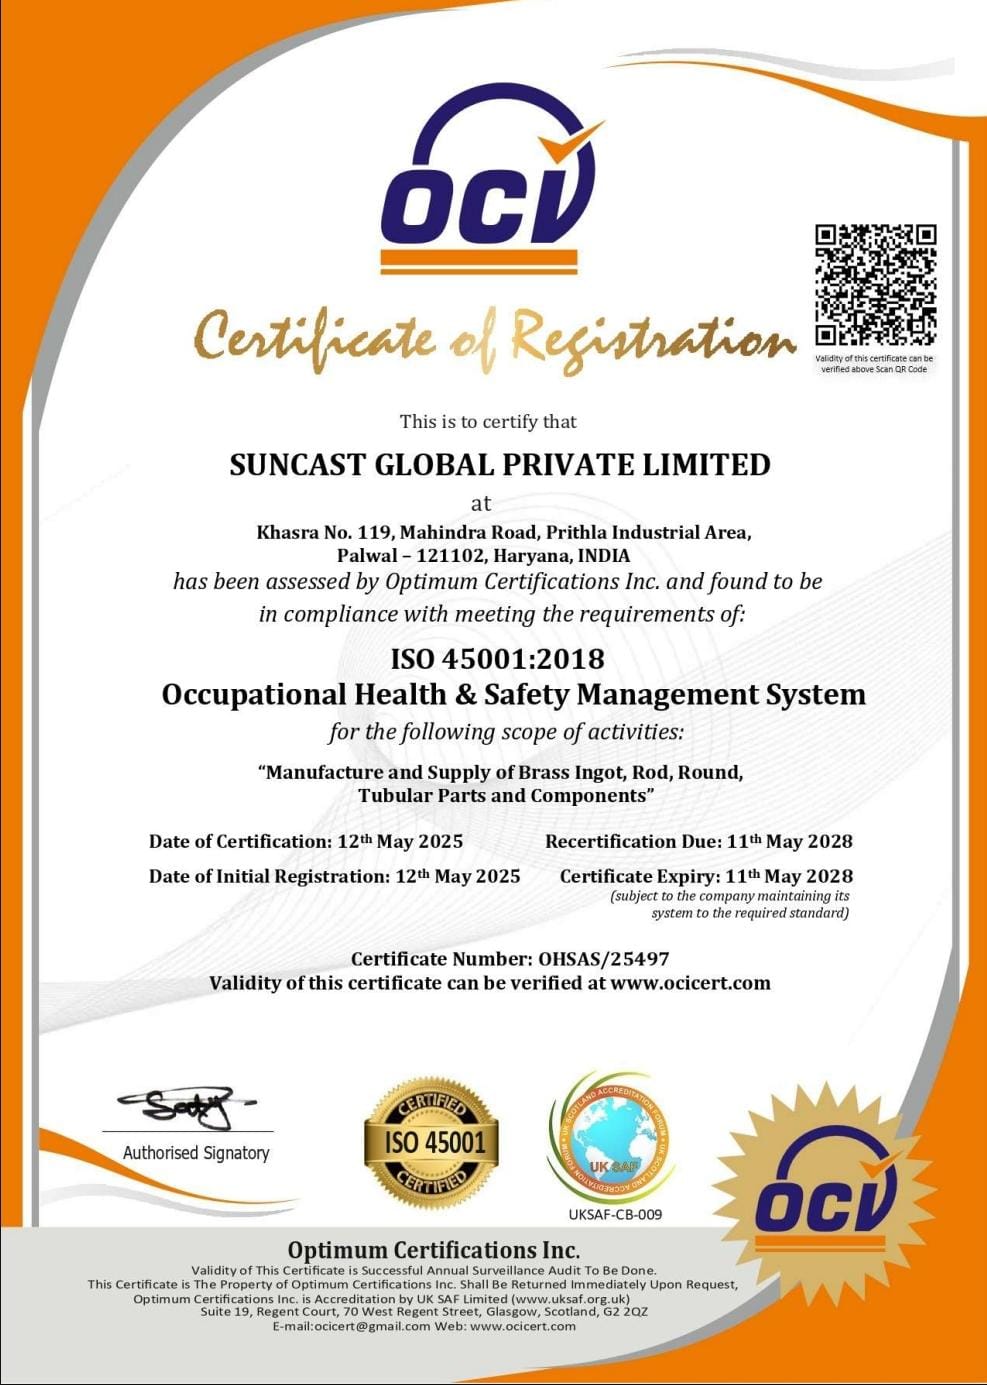 OCV
Certificate of Registration
Validity of this certificate can be
verified above Scan QR Code
This is to certify that
SUNCAST GLOBAL PRIVATE LIMITED
at
Khasra No. 119, Mahindra Road, Prithla Industrial Area,
Palwal – 121102, Haryana, INDIA
has been assessed by Optimum Certifications Inc. and found to be
in compliance with meeting the requirements of:
ISO 45001:2018
Occupational Health & Safety Management System
for the following scope of activities:
“Manufacture and Supply of Brass Ingot, Rod, Round,
Tubular Parts and Components”
Date of Certification: 12th May 2025
Recertification Due: 11th May 2028
Date of Initial Registration: 12th May 2025
Certificate Expiry: 11th May 2028
(subject to the company maintaining its
system to the required standard)
Certificate Number: OHSAS/25497
Validity of this certificate can be verified at www.ocicert.com
Authorised Signatory
CERTIFIED
ISO 45001
CERTIFIED
UK SCOTLAND ACCREDITATION FORUM • UK SCOTLAND ACCREDITATION FORUM •
UK SAF
UKSAF-CB-009
OCV
Optimum Certifications Inc.
Validity of This Certificate is Successful Annual Surveillance Audit To Be Done.
This Certificate is The Property of Optimum Certifications Inc. Shall Be Returned Immediately Upon Request,
Optimum Certifications Inc. is Accreditation by UK SAF Limited (www.uksaf.org.uk)
Suite 19, Regent Court, 70 West Regent Street, Glasgow, Scotland, G2 2QZ
E-mail:ocicert@gmail.com Web: www.ocicert.com